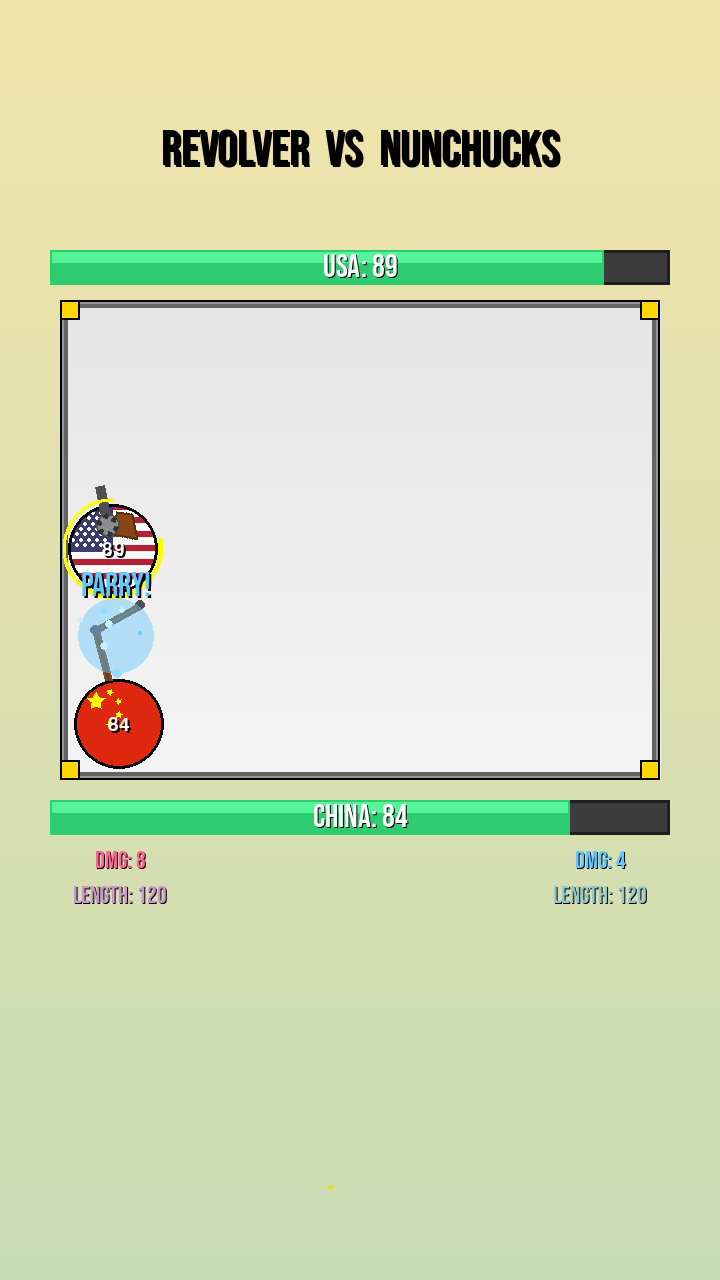 REVOLVER VS NUNCHUCKS
USA: 89
89
PARRY!
84
CHINA: 84
DMG: 8
DMG: 4
LENGTH: 120
LENGTH: 120